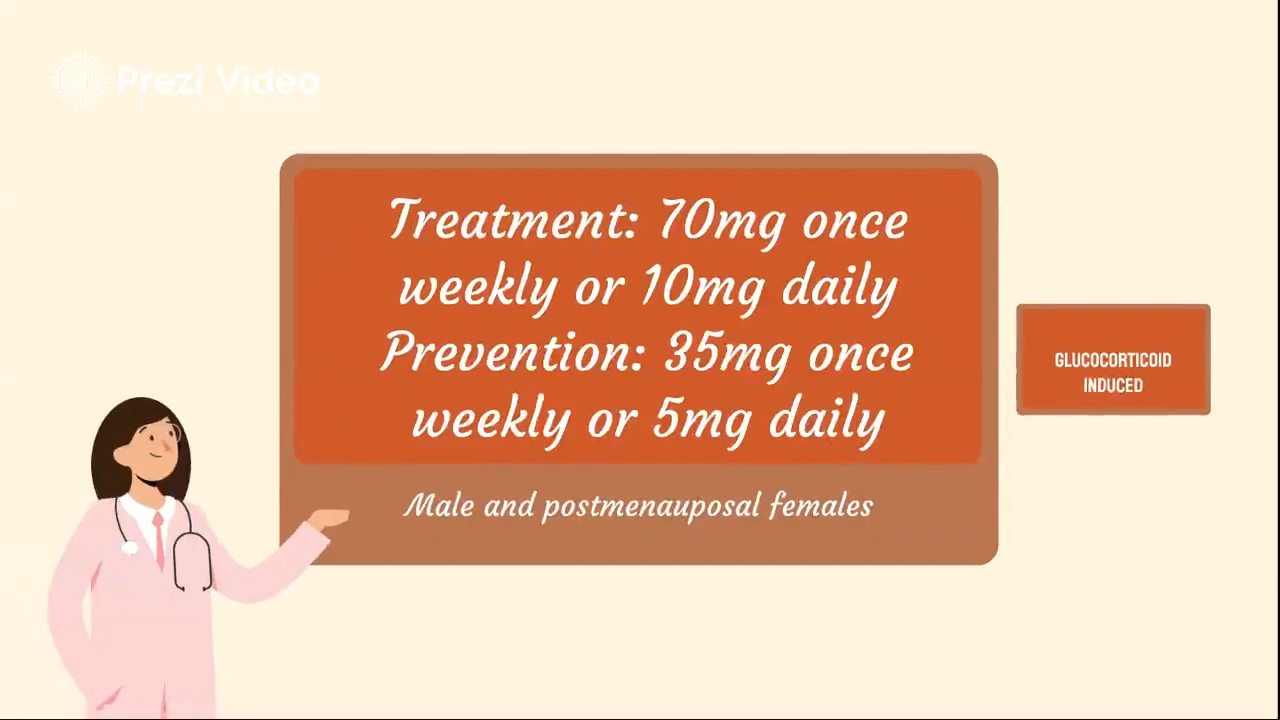 Prezi Video
Treatment: 70mg once
weekly or 10mg daily
Prevention: 35mg once
weekly or 5mg daily
Male and postmenauposal females
GLUCOCORTICOID
INDUCED